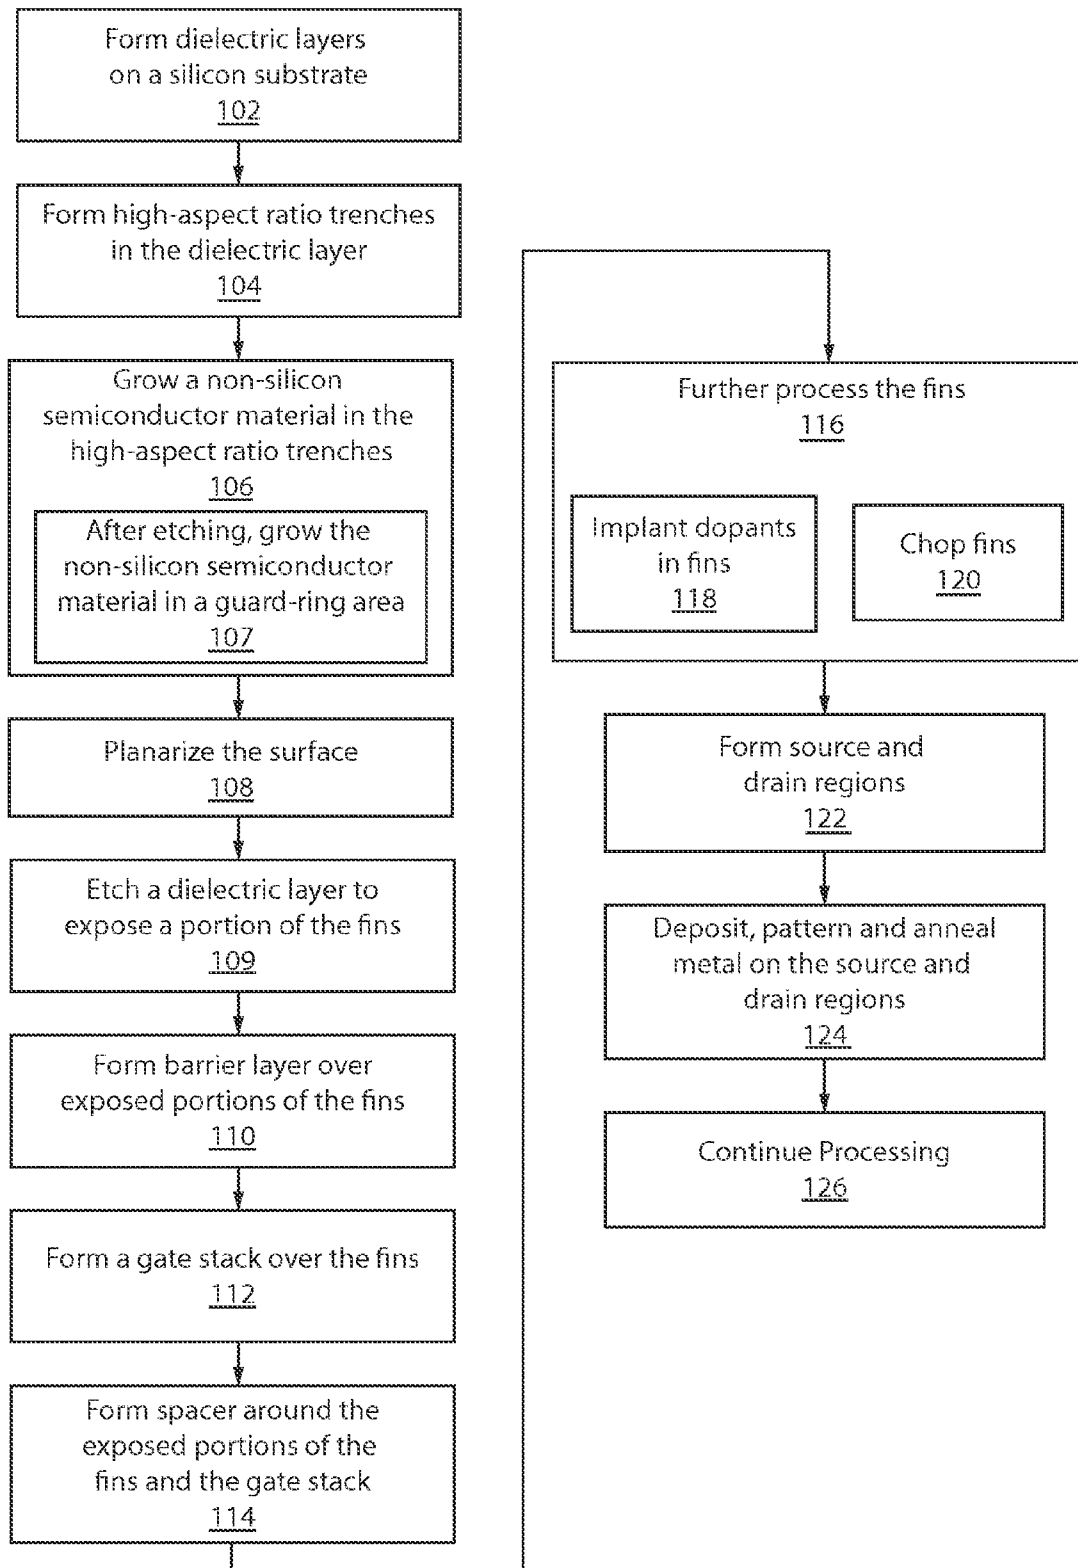 Form dielectric layers
on a silicon substrate
102
Form high-aspect ratio trenches
in the dielectric layer
104
Grow a non-silicon
semiconductor material in the
high-aspect ratio trenches
106
After etching, grow the
non-silicon semiconductor
material in a guard-ring area
107
Planarize the surface
108
Etch a dielectric layer to
expose a portion of the fins
109
Form barrier layer over
exposed portions of the fins
110
Form a gate stack over the fins
112
Form spacer around the
exposed portions of the
fins and the gate stack
114
Further process the fins
116
Implant dopants
in fins
118
Chop fins
120
Form source and
drain regions
122
Deposit, pattern and anneal
metal on the source and
drain regions
124
Continue Processing
126